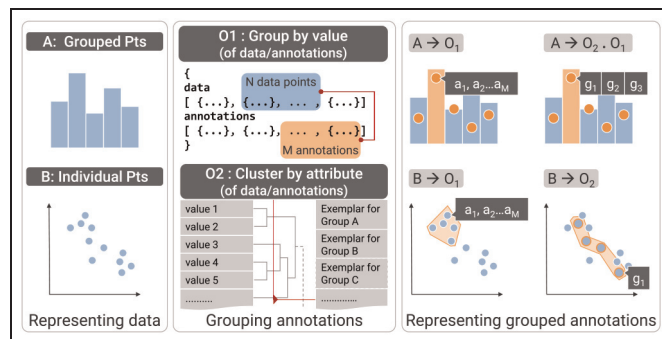 A: Grouped Pts
B: Individual Pts
Representing data
O1 : Group by value
(of data/annotations)
{
data
N data points
[ {...}, {...}, ... , {...}]
annotations
[ {...}, {...}, ... , {...}]
}
M annotations
O2 : Cluster by attribute
(of data/annotations)
value 1
value 2
value 3
value 4
value 5
..........
Exemplar for
Group A
Exemplar for
Group B
Exemplar for
Group C
..............
Grouping annotations
A → O₁
a₁, a₂...aM
A → O₂ . O₁
g₁ g₂ g₃
B → O₁
a₁, a₂...aM
B → O₂
g₁
Representing grouped annotations